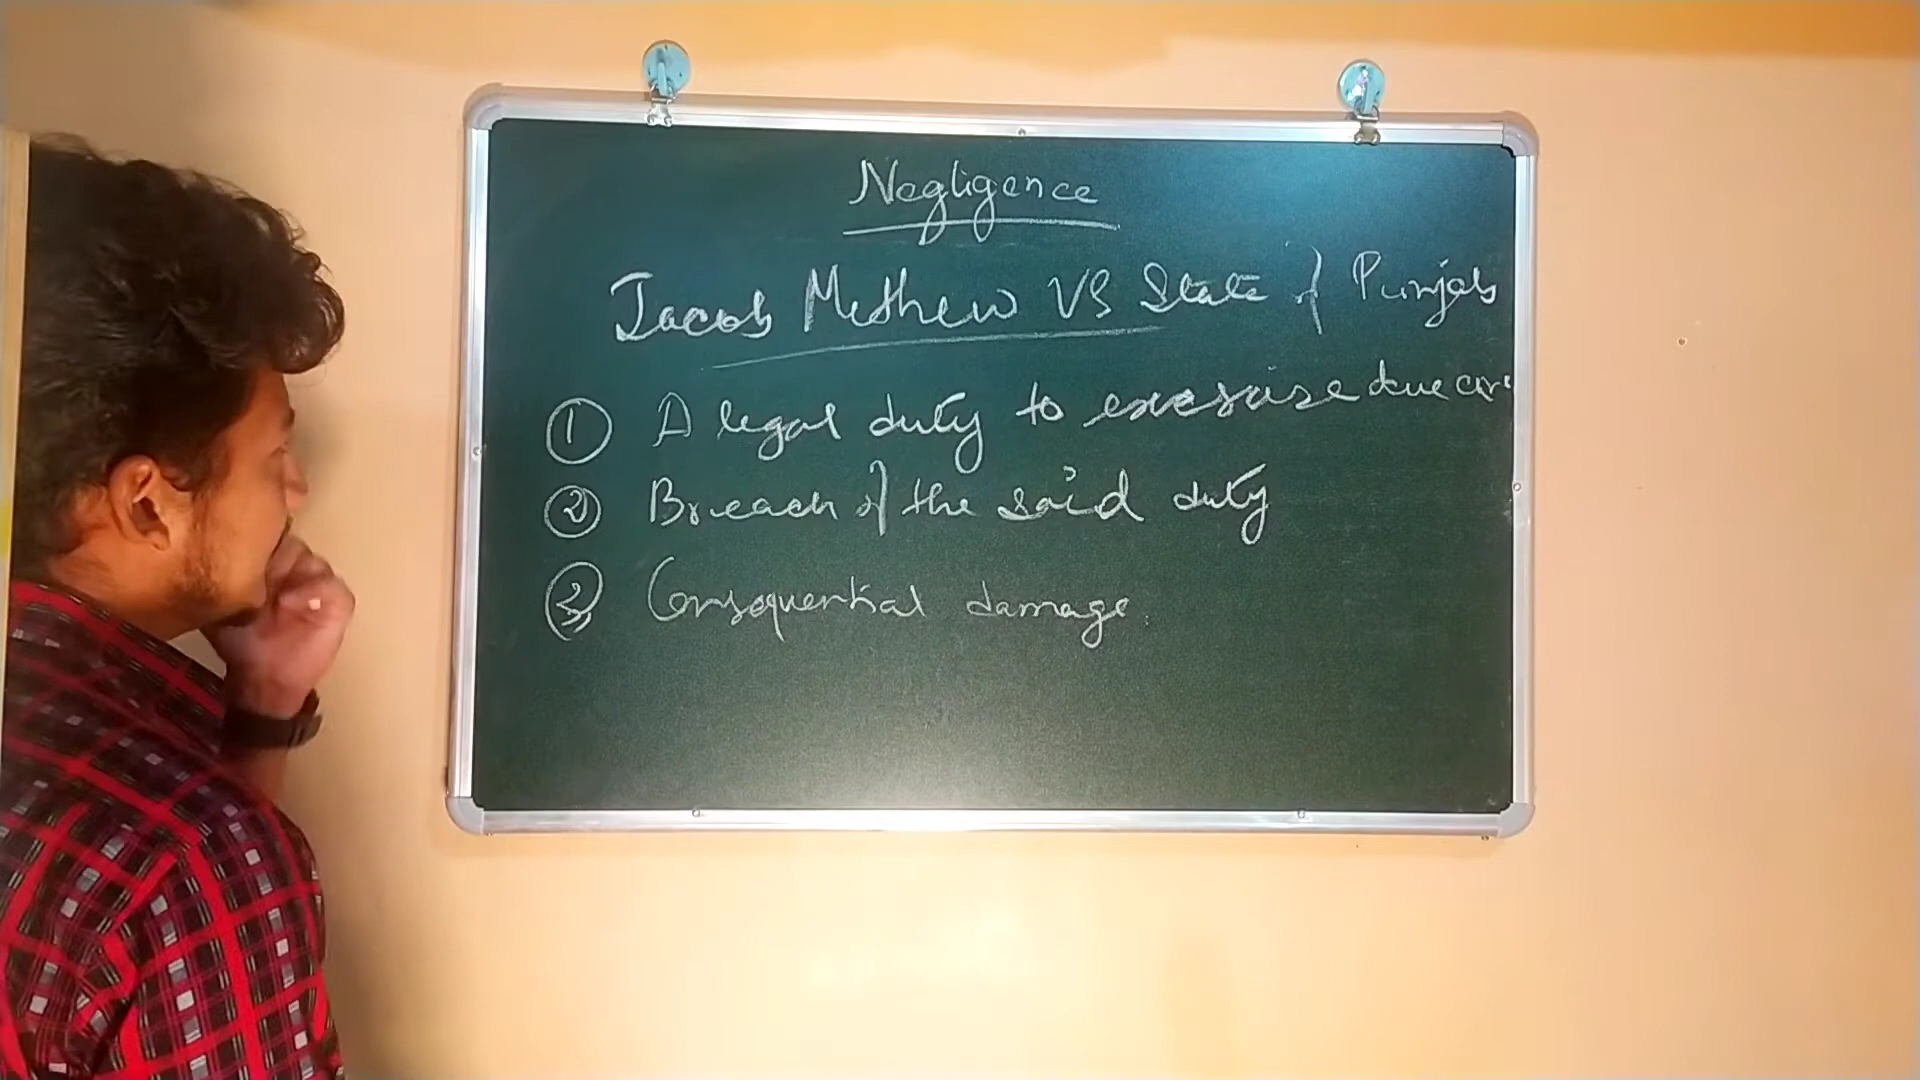 Negligence
Jacob Methew VS State of Punjab
① A legal duty to exersise due care
② Breach of the said duty
③ Consequential damage.